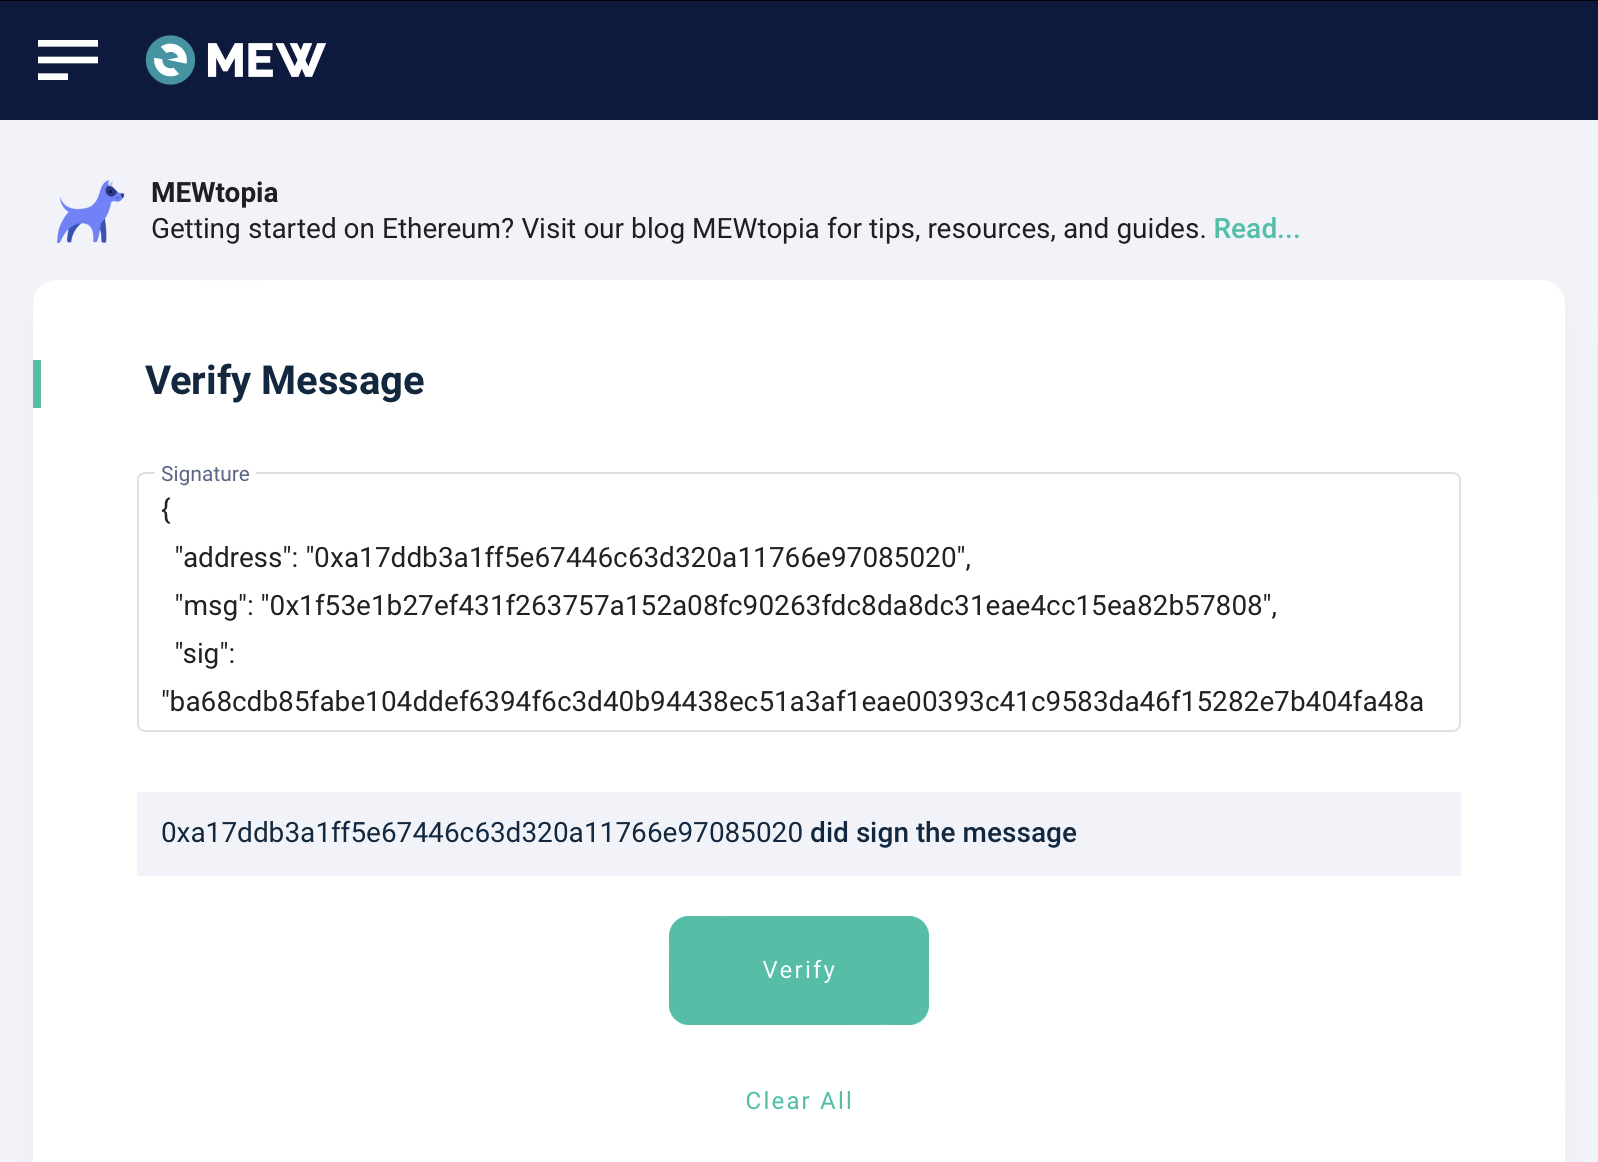 MEW
MEWtopia
Getting started on Ethereum? Visit our blog MEWtopia for tips, resources, and guides. Read...
Verify Message
Signature
{
"address": "0xa17ddb3a1ff5e67446c63d320a11766e97085020",
"msg": "0x1f53e1b27ef431f263757a152a08fc90263fdc8da8dc31eae4cc15ea82b57808",
"sig":
"ba68cdb85fabe104ddef6394f6c3d40b94438ec51a3af1eae00393c41c9583da46f15282e7b404fa48a
0xa17ddb3a1ff5e67446c63d320a11766e97085020 did sign the message
Verify
Clear All